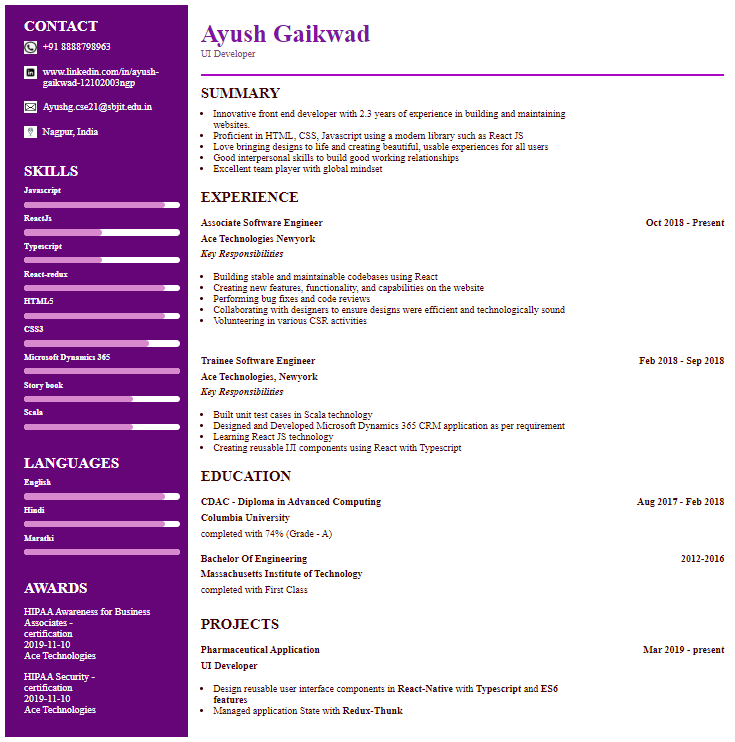 CONTACT
+91 8888798963
www.linkedin.com/in/ayush-
gaikwad-12102003ngp
Ayushg.cse21@sbjit.edu.in
Nagpur, India
SKILLS
Javascript
ReactJs
Typescript
React-redux
HTML5
CSS3
Microsoft Dynamics 365
Story book
Scala
LANGUAGES
English
Hindi
Marathi
AWARDS
HIPAA Awareness for Business
Associates -
certification
2019-11-10
Ace Technologies
HIPAA Security -
certification
2019-11-10
Ace Technologies
Ayush Gaikwad
UI Developer
SUMMARY
• Innovative front end developer with 2.3 years of experience in building and maintaining
websites.
• Proficient in HTML, CSS, Javascript using a modern library such as React JS
• Love bringing designs to life and creating beautiful, usable experiences for all users
• Good interpersonal skills to build good working relationships
• Excellent team player with global mindset
EXPERIENCE
Associate Software Engineer Oct 2018 - Present
Ace Technologies Newyork
Key Responsibilities
• Building stable and maintainable codebases using React
• Creating new features, functionality, and capabilities on the website
• Performing bug fixes and code reviews
• Collaborating with designers to ensure designs were efficient and technologically sound
• Volunteering in various CSR activities
Trainee Software Engineer Feb 2018 - Sep 2018
Ace Technologies, Newyork
Key Responsibilities
• Built unit test cases in Scala technology
• Designed and Developed Microsoft Dynamics 365 CRM application as per requirement
• Learning React JS technology
• Creating reusable IJI components using React with Typescript
EDUCATION
CDAC - Diploma in Advanced Computing Aug 2017 - Feb 2018
Columbia University
completed with 74% (Grade - A)
Bachelor Of Engineering 2012-2016
Massachusetts Institute of Technology
completed with First Class
PROJECTS
Pharmaceutical Application Mar 2019 - present
UI Developer
• Design reusable user interface components in React-Native with Typescript and ES6
features
• Managed application State with Redux-Thunk